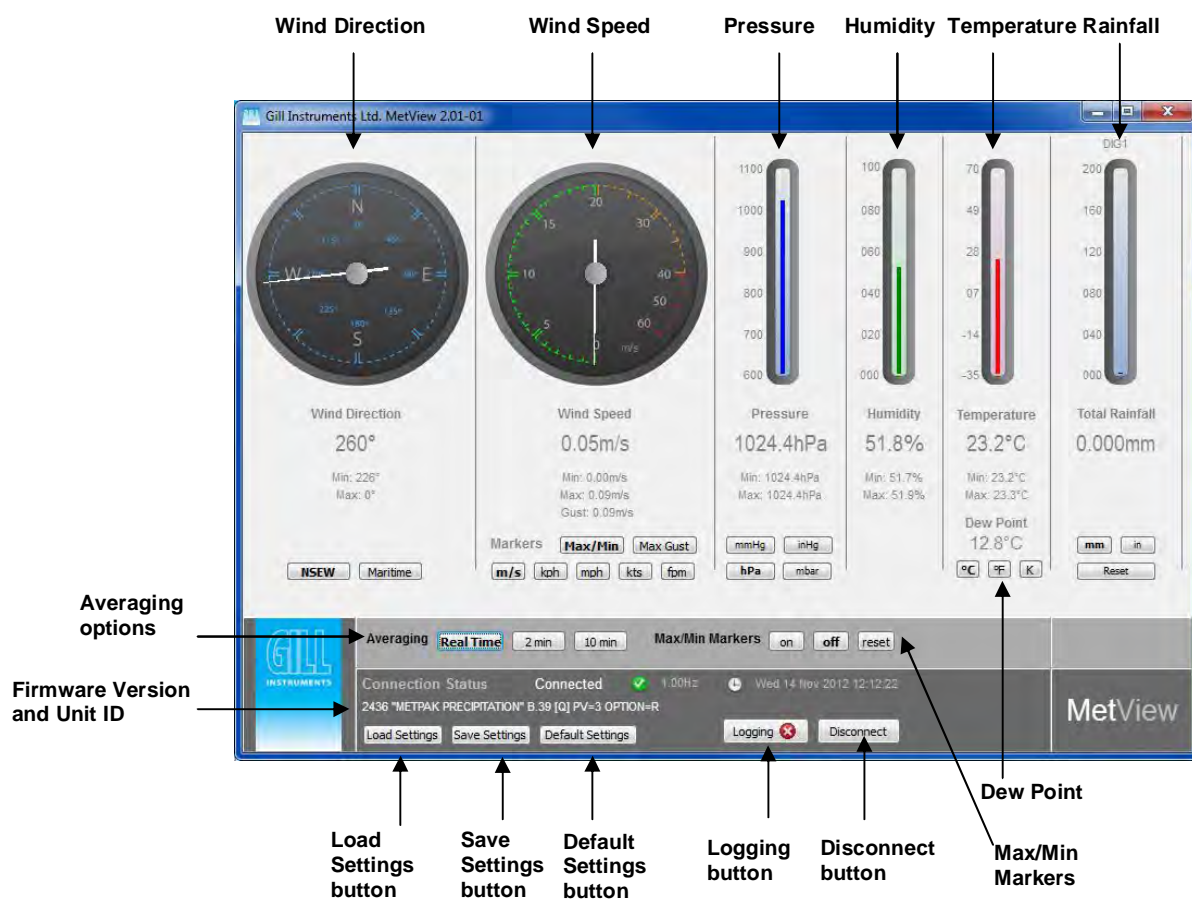 Wind Direction Wind Speed Pressure Humidity Temperature Rainfall
Gill Instruments Ltd. MetView 2.01-01
N
0°
315° 45°
W 270° 90° E
225° 135°
180°
S
20
15 30
10 40
50
5 60
0 m/s
1100
1000
900
800
700
600
100
080
060
040
020
000
70
49
28
07
-14
-35
DIG1
200
160
120
080
040
000
Wind Direction
260°
Min: 226°
Max: 0°
NSEW Maritime
Wind Speed
0.05m/s
Min: 0.00m/s
Max: 0.09m/s
Gust: 0.09m/s
Markers Max/Min Max Gust
m/s kph mph kts fpm
Pressure
1024.4hPa
Min: 1024.4hPa
Max: 1024.4hPa
mmHg inHg
hPa mbar
Humidity
51.8%
Min: 51.7%
Max: 51.9%
Temperature
23.2°C
Min: 23.2°C
Max: 23.3°C
Dew Point
12.8°C
°C °F K
Total Rainfall
0.000mm
mm in
Reset
Averaging
options
Firmware Version
and Unit ID
GILL
INSTRUMENTS
Averaging Real Time 2 min 10 min Max/Min Markers on off reset
Connection Status Connected 1.00Hz Wed 14 Nov 2012 12:12:22
2436 "METPAK PRECIPITATION" B.39 [Q] PV=3 OPTION=R
Load Settings Save Settings Default Settings Logging Disconnect
MetView
Dew Point
Load
Settings
button
Save
Settings
button
Default
Settings
button
Logging
button
Disconnect
button
Max/Min
Markers